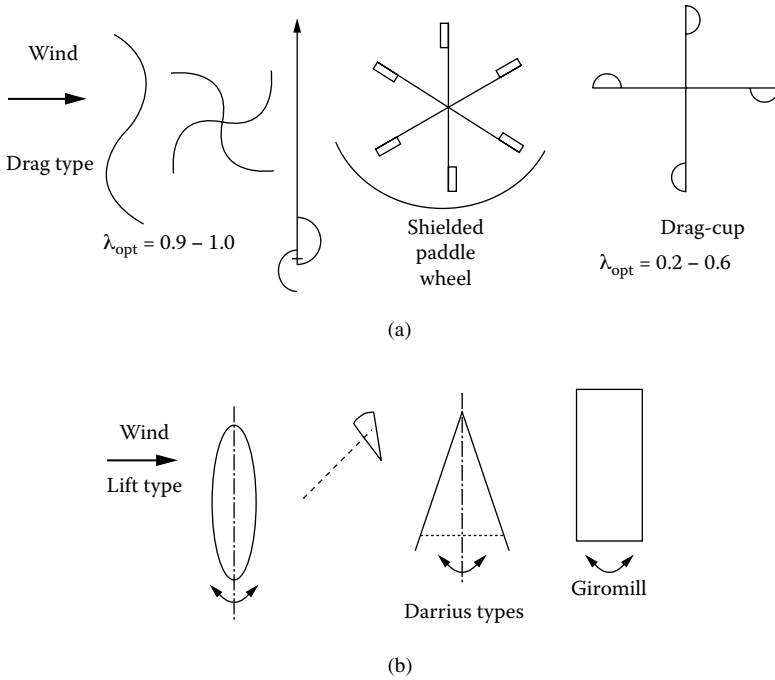 Wind
Drag type
λopt = 0.9 – 1.0
Shielded
paddle
wheel
Drag-cup
λopt = 0.2 – 0.6
(a)
Wind
Lift type
Darrius types
Giromill
(b)